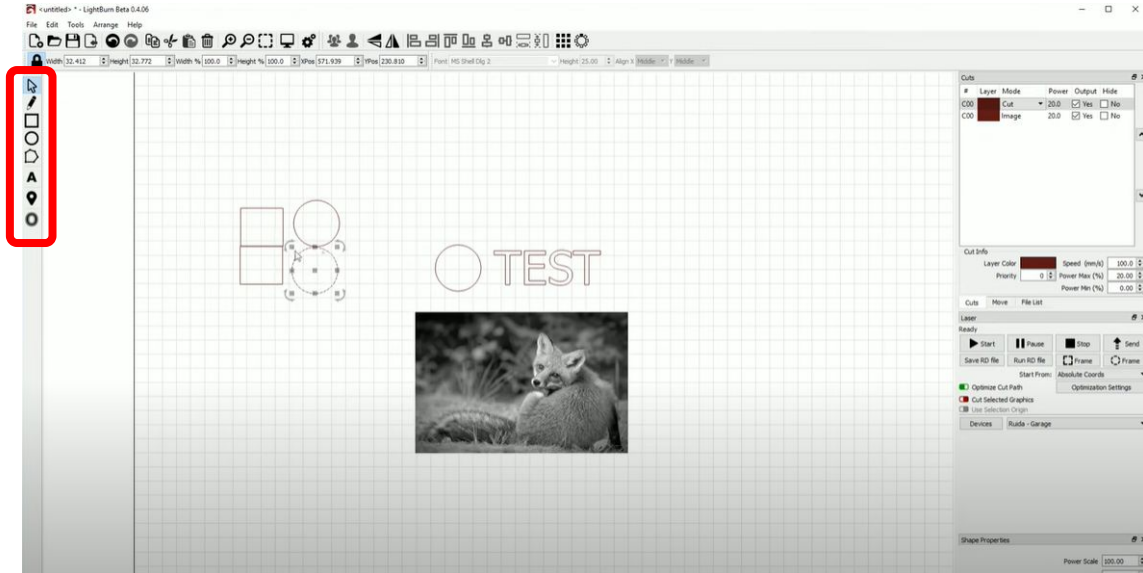 <untitled> * - LightBurn Beta 0.4.06
File Edit Tools Arrange Help
Width 32.412 Height 32.772 Width % 100.0 Height % 100.0 XPos 571.939 YPos 230.810 Font: MS Shell Dlg 2 Height 25.00 Align X Middle Y Middle
A
TEST
Cuts
# Layer Mode Power Output Hide
C00 Cut 20.0 Yes No
C00 Image 20.0 Yes No
Cut Info
Layer Color Speed (mm/s) 100.0
Priority 0 Power Max (%) 20.00
Power Min (%) 0.00
Cuts Move File List
Laser
Ready
Start Pause Stop Send
Save RD file Run RD file Frame Frame
Start From: Absolute Coords
Optimize Cut Path Optimization Settings
Cut Selected Graphics
Use Selection Origin
Devices Ruida - Garage
Shape Properties
Power Scale 100.00